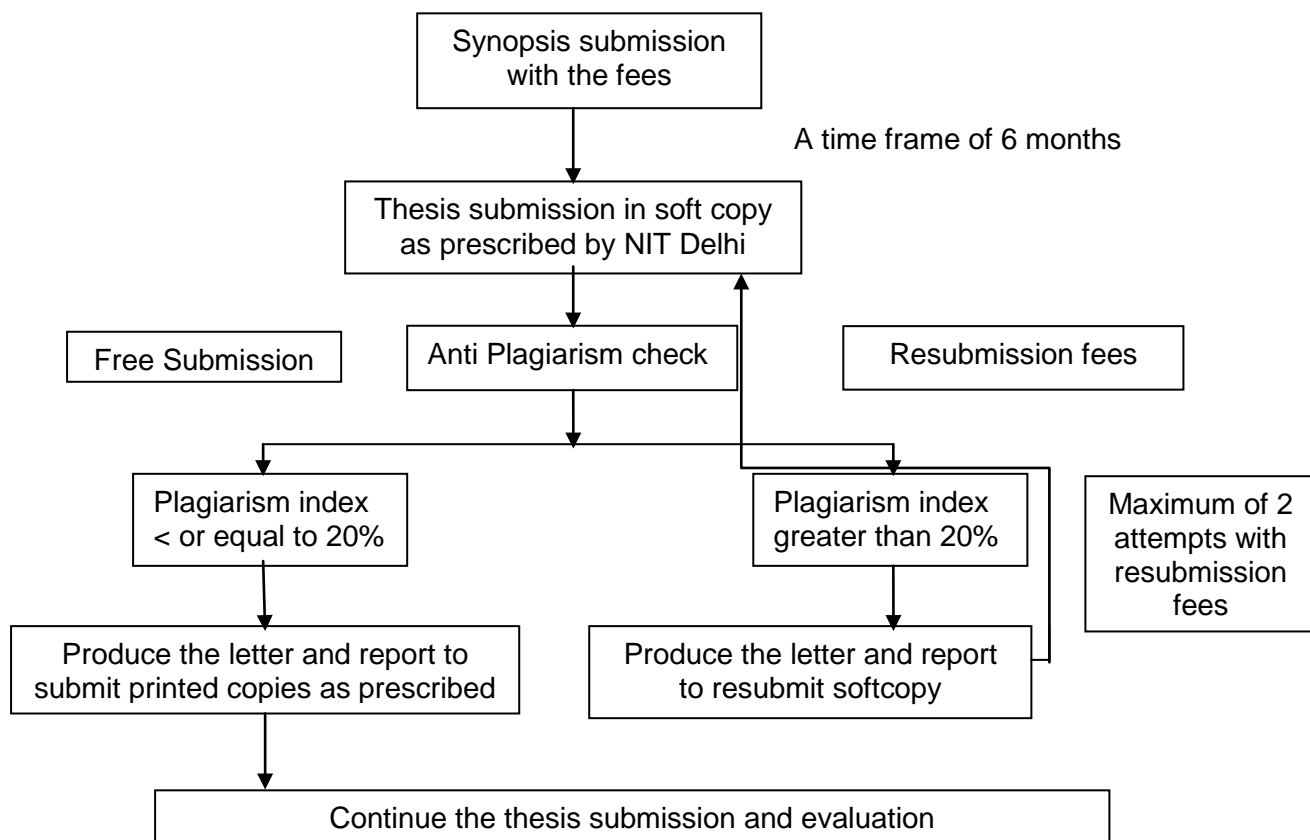 Synopsis submission
with the fees
A time frame of 6 months
Thesis submission in soft copy
as prescribed by NIT Delhi
Free Submission
Anti Plagiarism check
Resubmission fees
Plagiarism index
< or equal to 20%
Plagiarism index
greater than 20%
Maximum of 2
attempts with
resubmission
fees
Produce the letter and report to
submit printed copies as prescribed
Produce the letter and report
to resubmit softcopy
Continue the thesis submission and evaluation